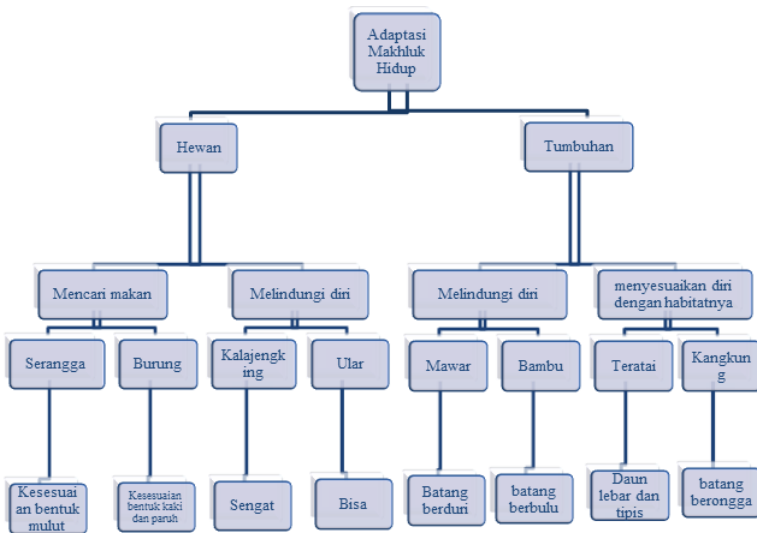 Adaptasi
Makhluk
Hidup
Hewan
Tumbuhan
Mencari makan
Melindungi diri
Melindungi diri
menyesuaikan diri
dengan habitatnya
Serangga
Burung
Kalajengk
ing
Ular
Mawar
Bambu
Teratai
Kangkun
g
Kesesuai
an bentuk
mulut
Kesesuaian
bentuk kaki
dan paruh
Sengat
Bisa
Batang
berduri
batang
berbulu
Daun
lebar dan
tipis
batang
berongga